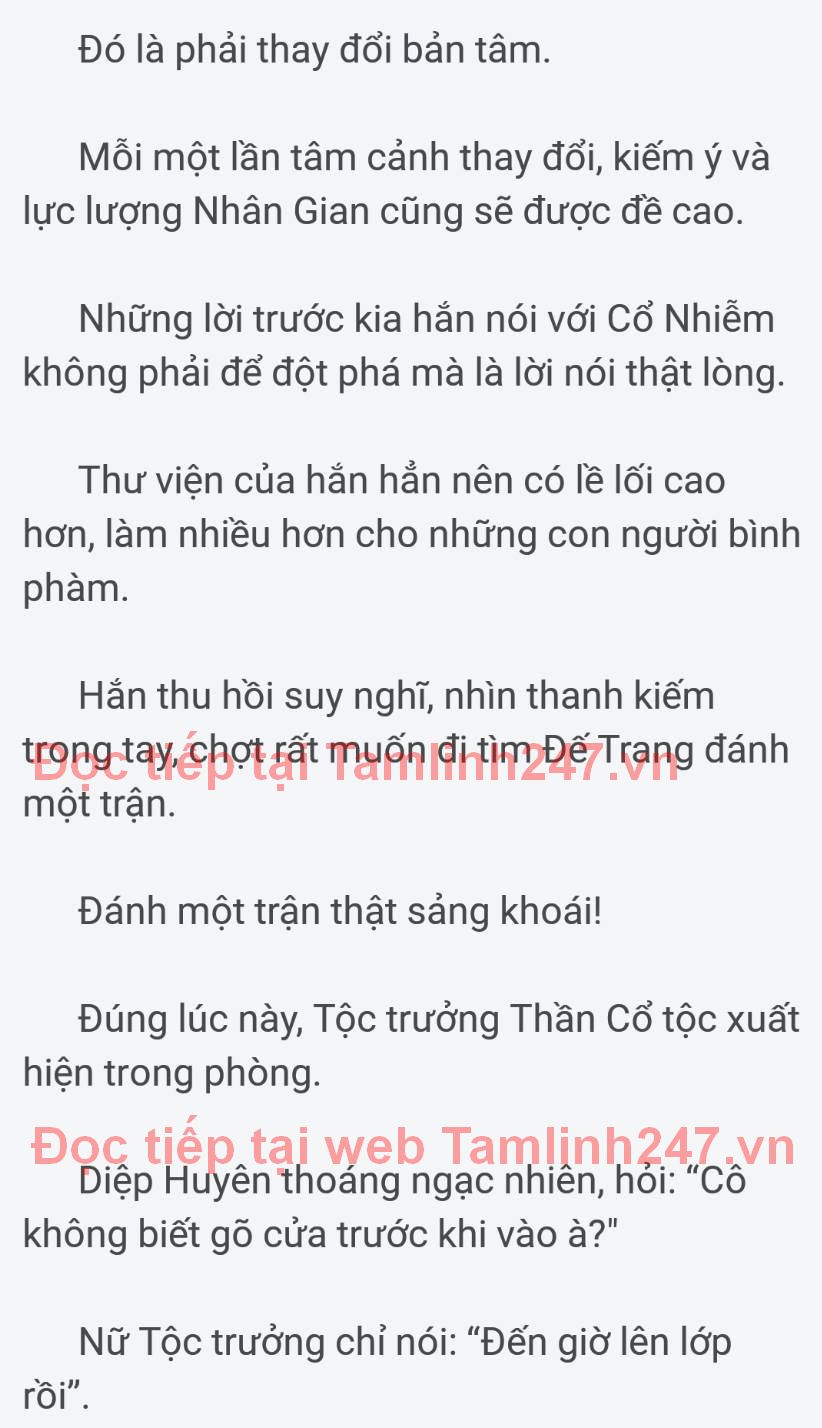 Đó là phải thay đổi bản tâm.
Mỗi một lần tâm cảnh thay đổi, kiếm ý và
lực lượng Nhân Gian cũng sẽ được đề cao.
Những lời trước kia hắn nói với Cổ Nhiễm
không phải để đột phá mà là lời nói thật lòng.
Thư viện của hắn hẳn nên có lề lối cao
hơn, làm nhiều hơn cho những con người bình
phàm.
Hắn thu hồi suy nghĩ, nhìn thanh kiếm
trong tay, chợt rất muốn đi tìm Đế Trang đánh
Đọc tiếp tại Tamlinh247.vn
một trận.
Đánh một trận thật sảng khoái!
Đúng lúc này, Tộc trưởng Thần Cổ tộc xuất
hiện trong phòng.
Đọc tiếp tại web Tamlinh247.vn
Diệp Huyên thoáng ngạc nhiên, hỏi: “Cô
không biết gõ cửa trước khi vào à?"
Nữ Tộc trưởng chỉ nói: “Đến giờ lên lớp
rồi”.